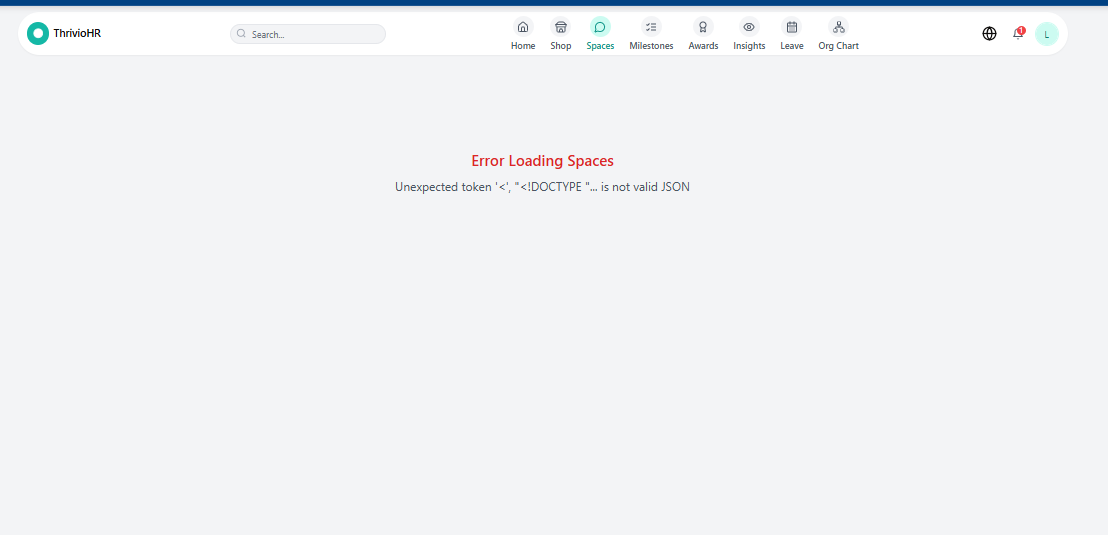 ThrivioHR
Search...
Home
Shop
Spaces
Milestones
Awards
Insights
Leave
Org Chart
1
L
Error Loading Spaces
Unexpected token '<', "<!DOCTYPE "... is not valid JSON